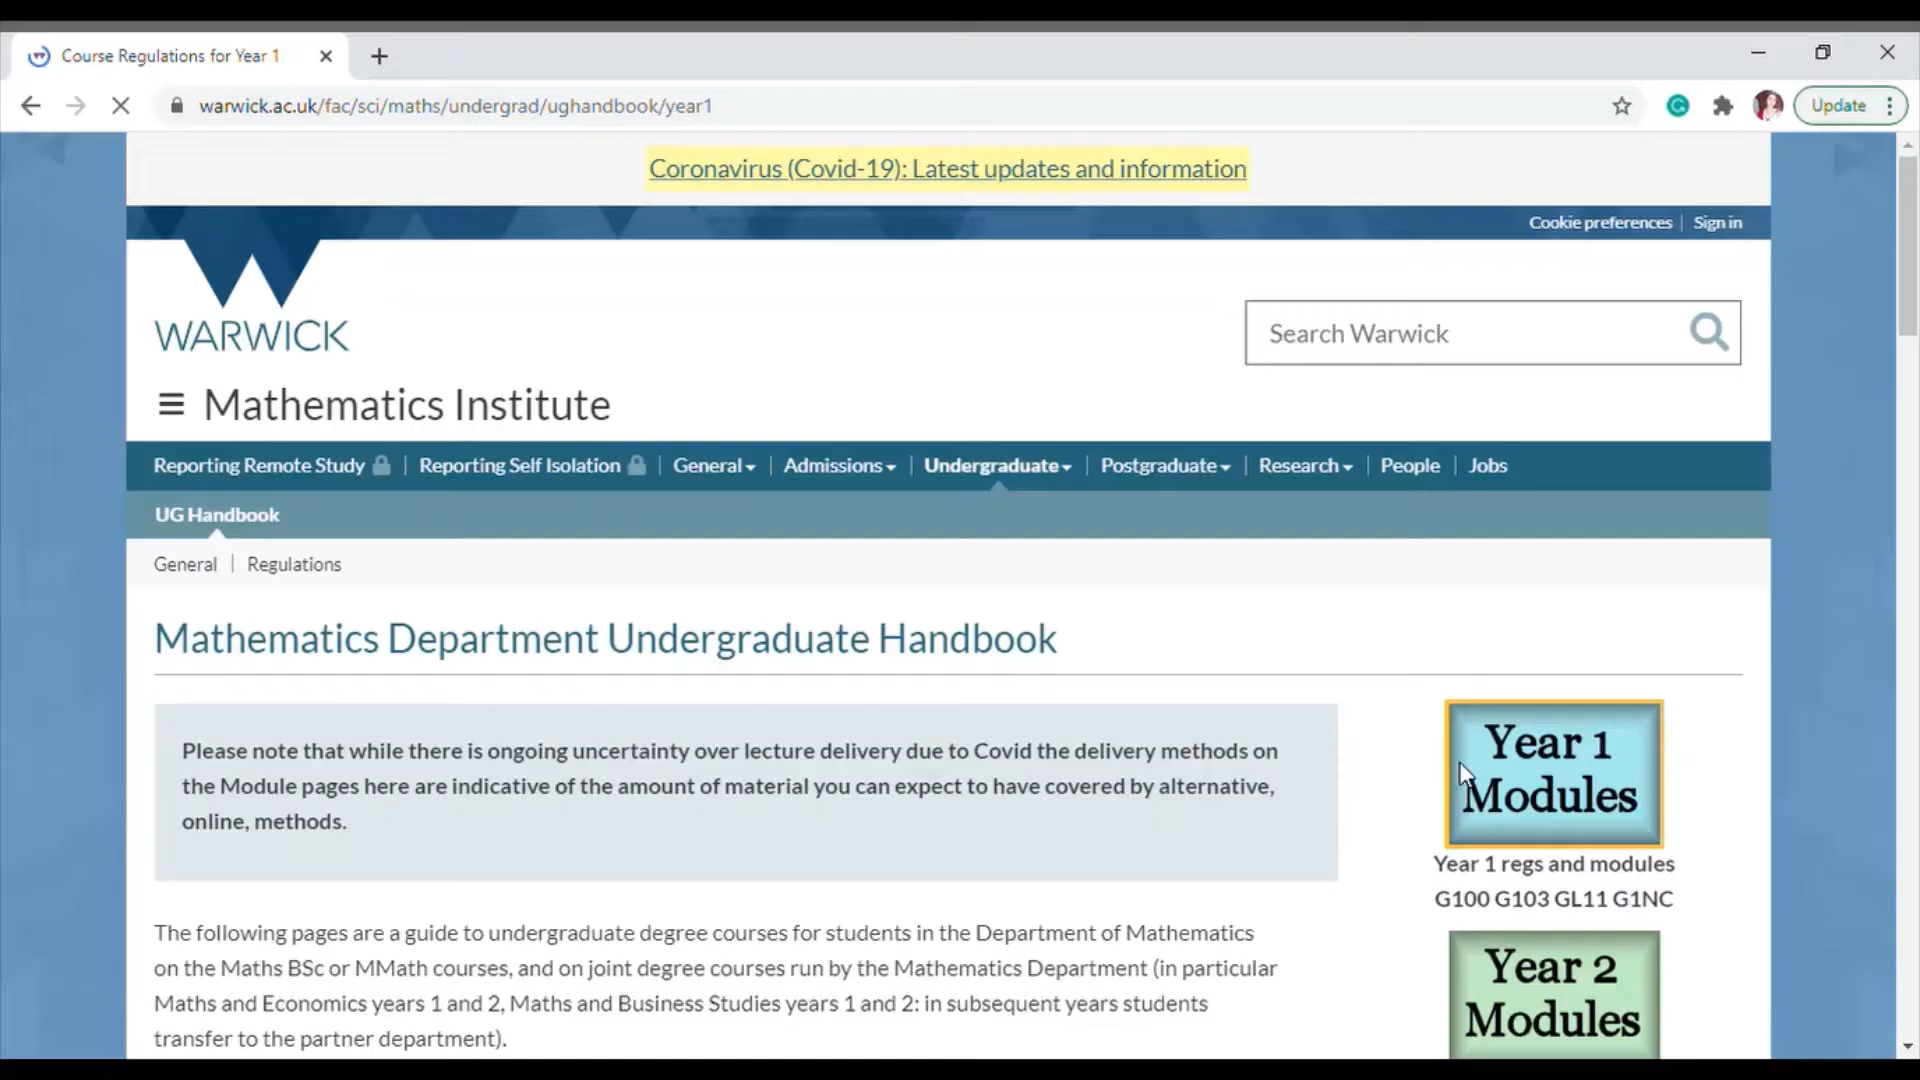 Course Regulations for Year 1
warwick.ac.uk/fac/sci/maths/undergrad/ughandbook/year1
Update
Coronavirus (Covid-19): Latest updates and information
Cookie preferences | Sign in
WARWICK
Search Warwick
Mathematics Institute
Reporting Remote Study | Reporting Self Isolation | General | Admissions | Undergraduate | Postgraduate | Research | People | Jobs
UG Handbook
General | Regulations
Mathematics Department Undergraduate Handbook
Please note that while there is ongoing uncertainty over lecture delivery due to Covid the delivery methods on
the Module pages here are indicative of the amount of material you can expect to have covered by alternative,
online, methods.
The following pages are a guide to undergraduate degree courses for students in the Department of Mathematics
on the Maths BSc or MMath courses, and on joint degree courses run by the Mathematics Department (in particular
Maths and Economics years 1 and 2, Maths and Business Studies years 1 and 2: in subsequent years students
transfer to the partner department).
Year 1
Modules
Year 1 regs and modules
G100 G103 GL11 G1NC
Year 2
Modules